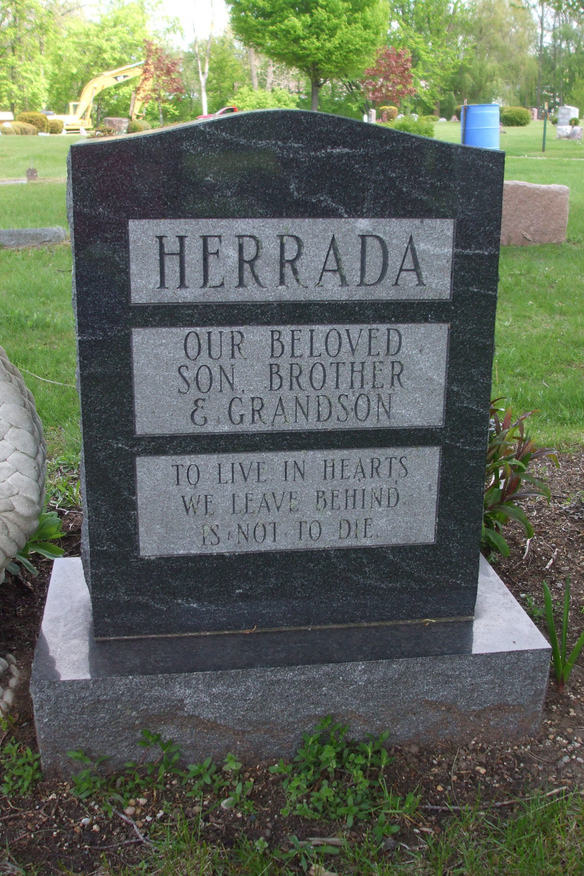 HERRADA
OUR BELOVED
SON, BROTHER
& GRANDSON
TO LIVE IN HEARTS
WE LEAVE BEHIND
IS NOT TO DIE.